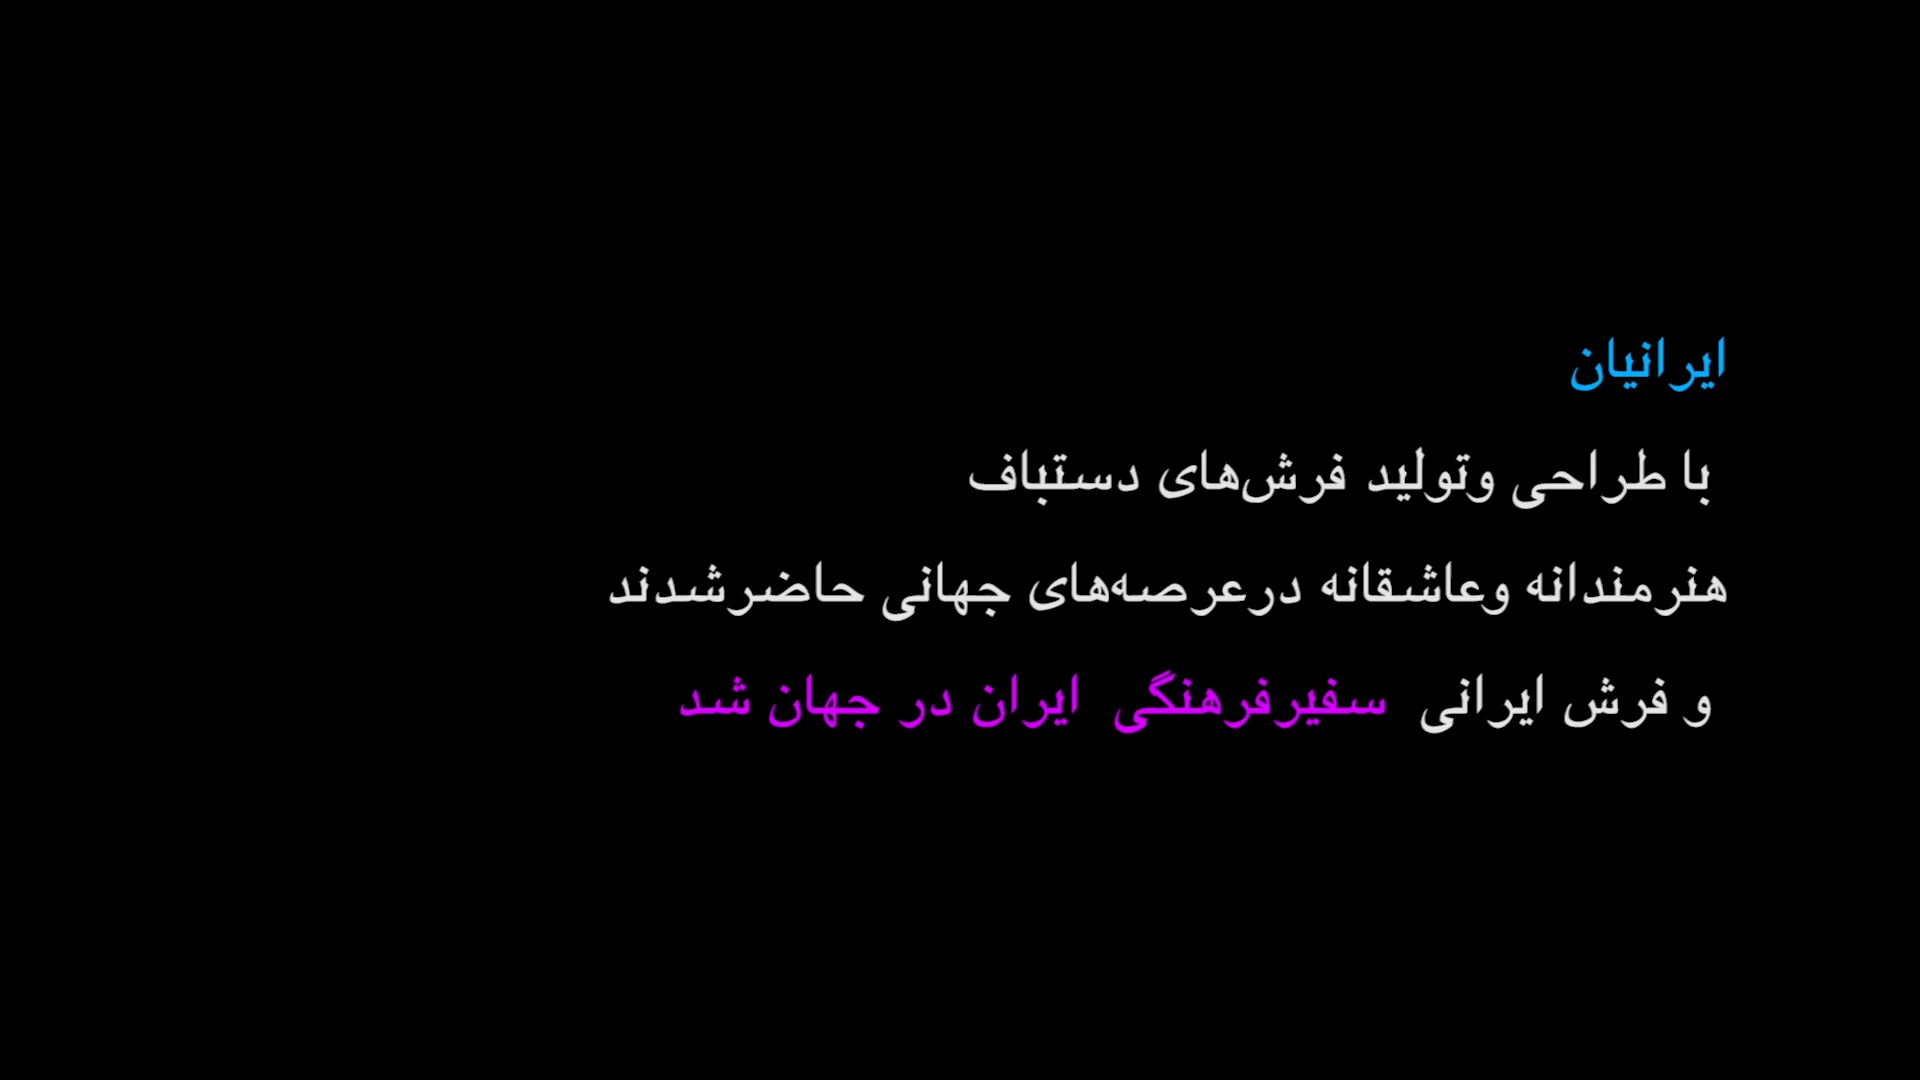 ایرانیان
با طراحی وتولید فرش‌های دستباف
هنرمندانه وعاشقانه درعرصه‌های جهانی حاضرشدند
و فرش ایرانی سفیرفرهنگی ایران در جهان شد